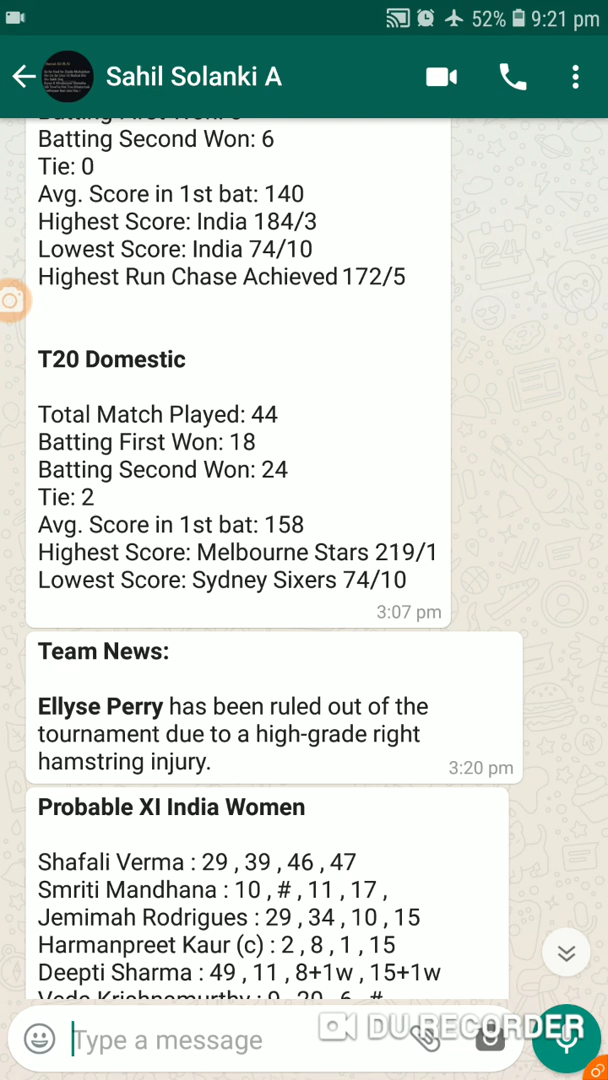 52% 9:21 pm
Sahil Solanki A
Batting Second Won: 6
Tie: 0
Avg. Score in 1st bat: 140
Highest Score: India 184/3
Lowest Score: India 74/10
Highest Run Chase Achieved 172/5
T20 Domestic
Total Match Played: 44
Batting First Won: 18
Batting Second Won: 24
Tie: 2
Avg. Score in 1st bat: 158
Highest Score: Melbourne Stars 219/1
Lowest Score: Sydney Sixers 74/10
3:07 pm
Team News:
Ellyse Perry has been ruled out of the
tournament due to a high-grade right
hamstring injury.
3:20 pm
Probable XI India Women
Shafali Verma : 29 , 39 , 46 , 47
Smriti Mandhana : 10 , # , 11 , 17 ,
Jemimah Rodrigues : 29 , 34 , 10 , 15
Harmanpreet Kaur (c) : 2 , 8 , 1 , 15
Deepti Sharma : 49 , 11 , 8+1w , 15+1w
Veda Krishnamurthy : 9 , 20 , 6 , #
Type a message
DU RECORDER